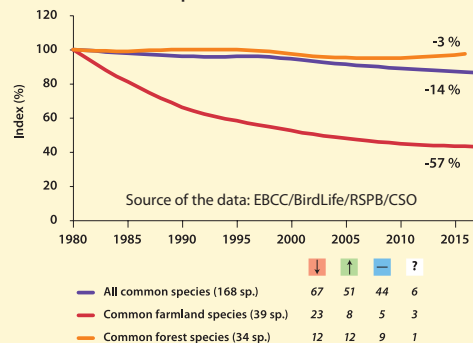 120
100
80
60
40
20
0
Index (%)
-3 %
-14 %
-57 %
Source of the data: EBCC/BirdLife/RSPB/CSO
1980 1985 1990 1995 2000 2005 2010 2015
↓ ↑ — ?
All common species (168 sp.) 67 51 44 6
Common farmland species (39 sp.) 23 8 5 3
Common forest species (34 sp.) 12 12 9 1